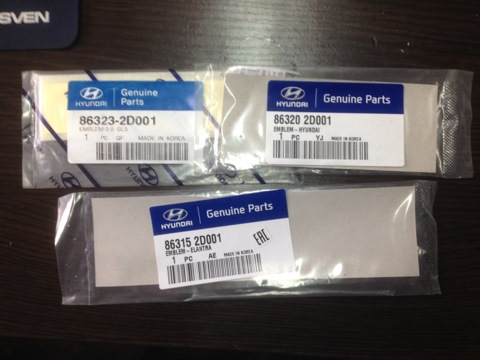 SVEN
HYUNDAI
Genuine
Parts
86323-2D001
EMBLEM-2.0 GLS
1 PC QF MADE IN KOREA
HYUNDAI
Genuine Parts
86320 2D001
EMBLEM-HYUNDAI
1 PC YJ MADE IN KOREA
HYUNDAI
Genuine Parts
86315 2D001
EMBLEM-ELANTRA
1 PC AE MADE IN KOREA
EAC